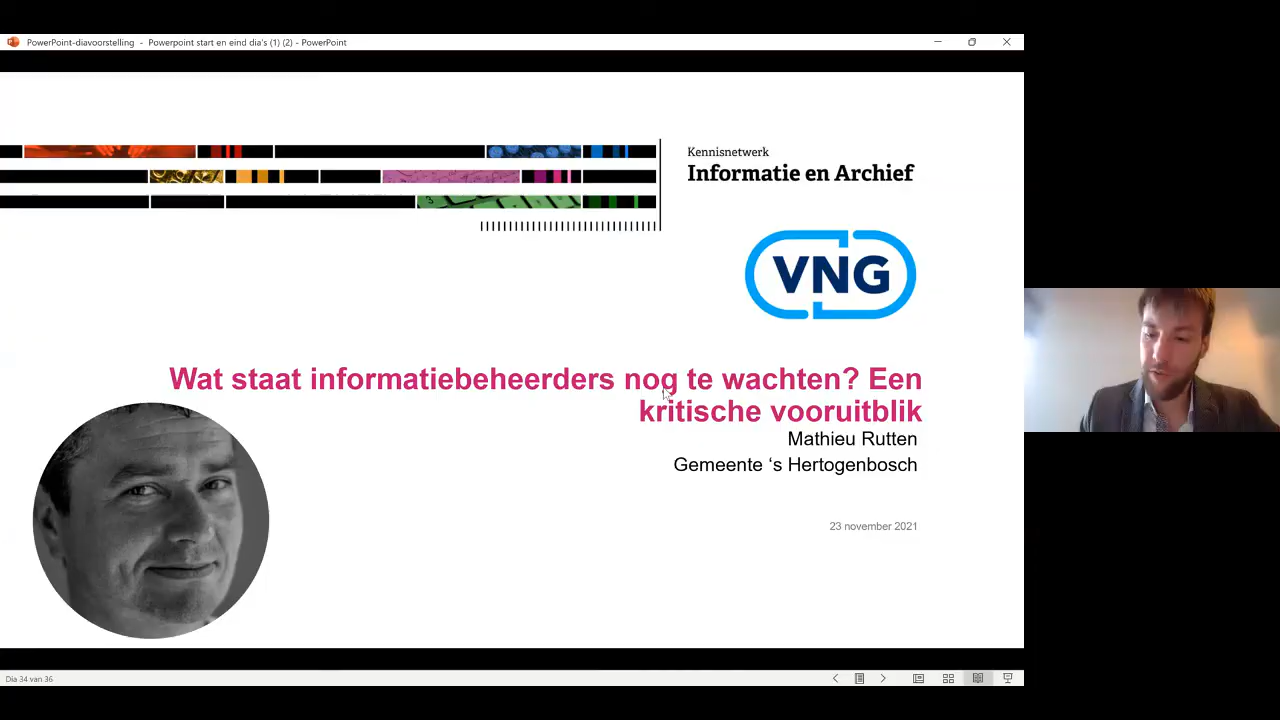 PowerPoint-diavoorstelling - Powerpoint start en eind dia's (1) (2) - PowerPoint
Kennisnetwerk
Informatie en Archief
VNG
Wat staat informatiebeheerders nog te wachten? Een
kritische vooruitblik
Mathieu Rutten
Gemeente ‘s Hertogenbosch
23 november 2021
Dia 34 van 36